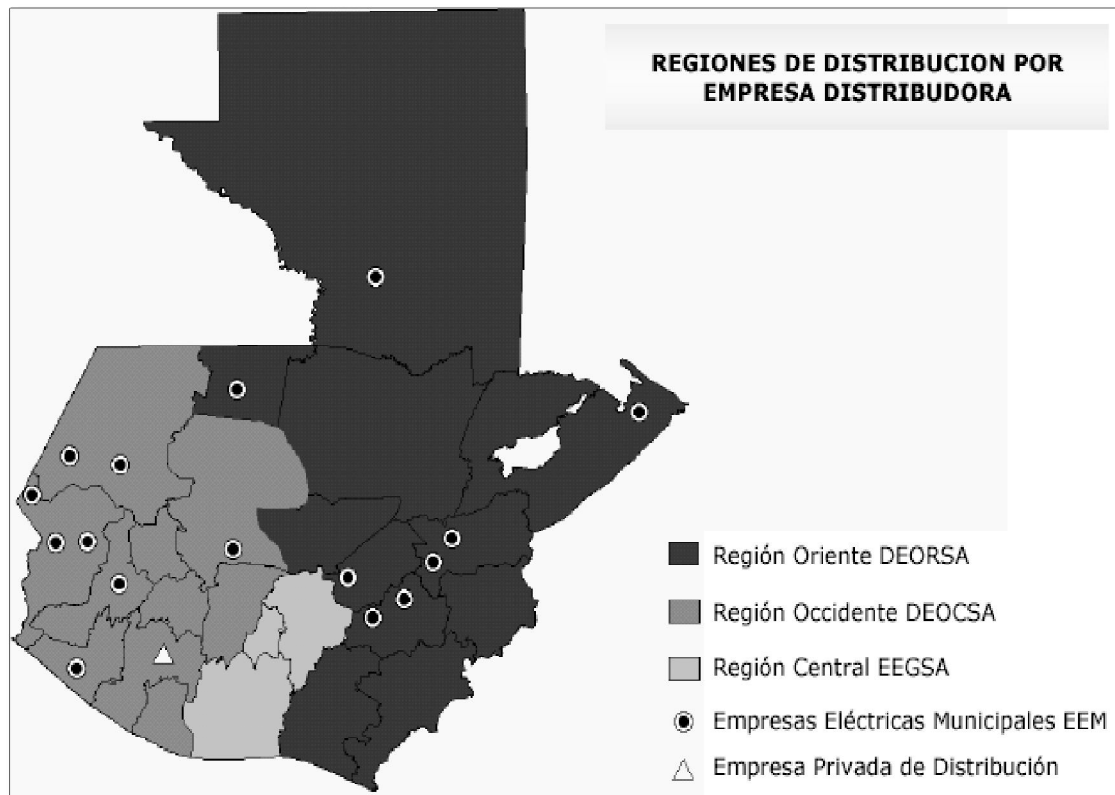 REGIONES DE DISTRIBUCION POR
EMPRESA DISTRIBUDORA
Región Oriente DEORSA
Región Occidente DEOCSA
Región Central EEGSA
Empresas Eléctricas Municipales EEM
Empresa Privada de Distribución